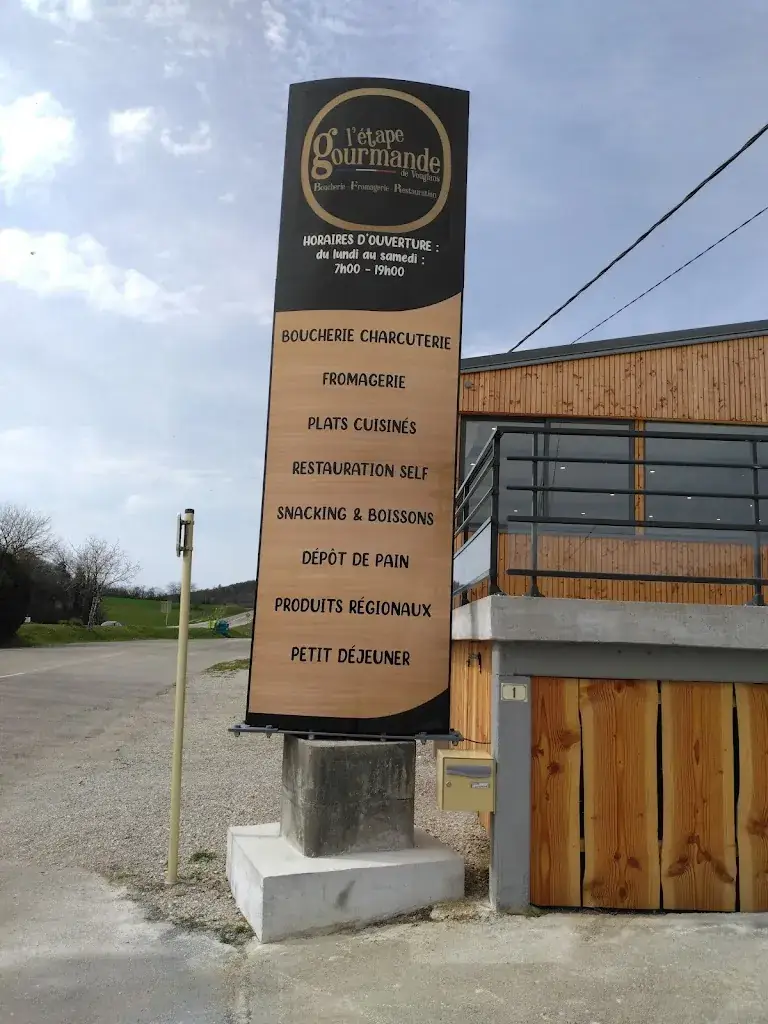 l'étape
gourmande
de Vouglans
Boucherie - Fromagerie - Restauration
HORAIRES D'OUVERTURE :
du lundi au samedi :
7h00 - 19h00
BOUCHERIE CHARCUTERIE
FROMAGERIE
PLATS CUISINÉS
RESTAURATION SELF
SNACKING & BOISSONS
DÉPÔT DE PAIN
PRODUITS RÉGIONAUX
PETIT DÉJEUNER
1